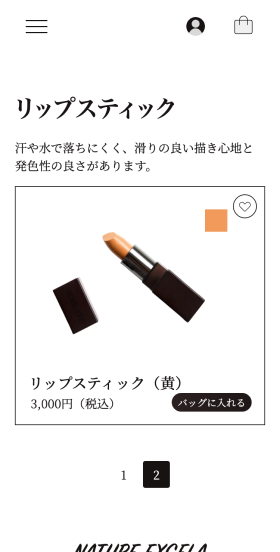 リップスティック
汗や水で落ちにくく、滑りの良い描き心地と
発色性の良さがあります。
リップスティック（黄）
3,000円（税込）
バッグに入れる
1 2
NATURE EXCELA